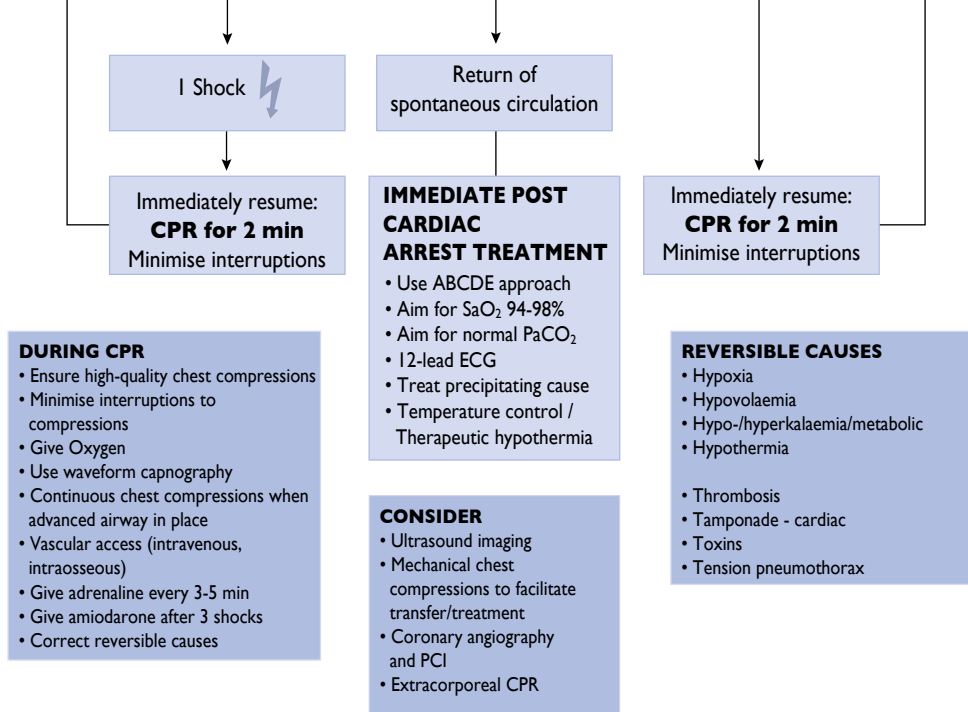 1 Shock
Return of
spontaneous circulation
Immediately resume:
CPR for 2 min
Minimise interruptions
IMMEDIATE POST
CARDIAC
ARREST TREATMENT
• Use ABCDE approach
• Aim for SaO₂ 94-98%
• Aim for normal PaCO₂
• 12-lead ECG
• Treat precipitating cause
• Temperature control /
Therapeutic hypothermia
Immediately resume:
CPR for 2 min
Minimise interruptions
DURING CPR
• Ensure high-quality chest compressions
• Minimise interruptions to
compressions
• Give Oxygen
• Use waveform capnography
• Continuous chest compressions when
advanced airway in place
• Vascular access (intravenous,
intraosseous)
• Give adrenaline every 3-5 min
• Give amiodarone after 3 shocks
• Correct reversible causes
CONSIDER
• Ultrasound imaging
• Mechanical chest
compressions to facilitate
transfer/treatment
• Coronary angiography
and PCI
• Extracorporeal CPR
REVERSIBLE CAUSES
• Hypoxia
• Hypovolaemia
• Hypo-/hyperkalaemia/metabolic
• Hypothermia
• Thrombosis
• Tamponade - cardiac
• Toxins
• Tension pneumothorax